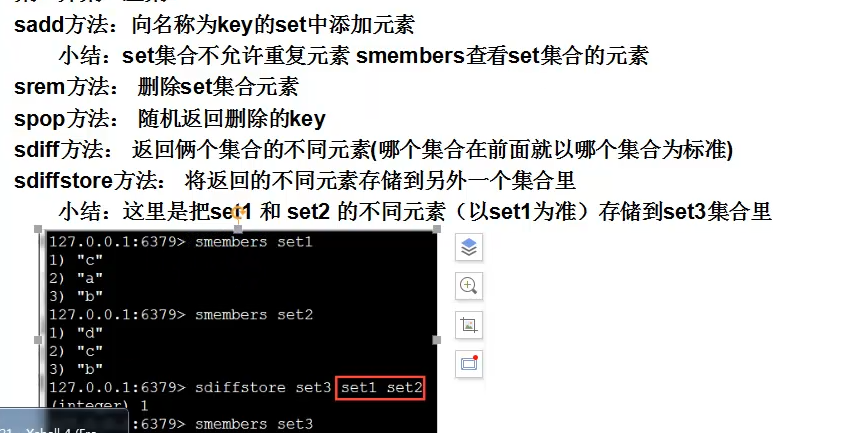 sadd方法：向名称为key的set中添加元素
小结：set集合不允许重复元素 smembers查看set集合的元素
srem方法： 删除set集合元素
spop方法： 随机返回删除的key
sdiff方法： 返回俩个集合的不同元素(哪个集合在前面就以哪个集合为标准)
sdiffstore方法： 将返回的不同元素存储到另外一个集合里
小结：这里是把set1 和 set2 的不同元素（以set1为准）存储到set3集合里
127.0.0.1:6379> smembers set1
1) "c"
2) "a"
3) "b"
127.0.0.1:6379> smembers set2
1) "d"
2) "c"
3) "b"
127.0.0.1:6379> sdiffstore set3 set1 set2
(integer) 1
127.0.0.1:6379> smembers set3